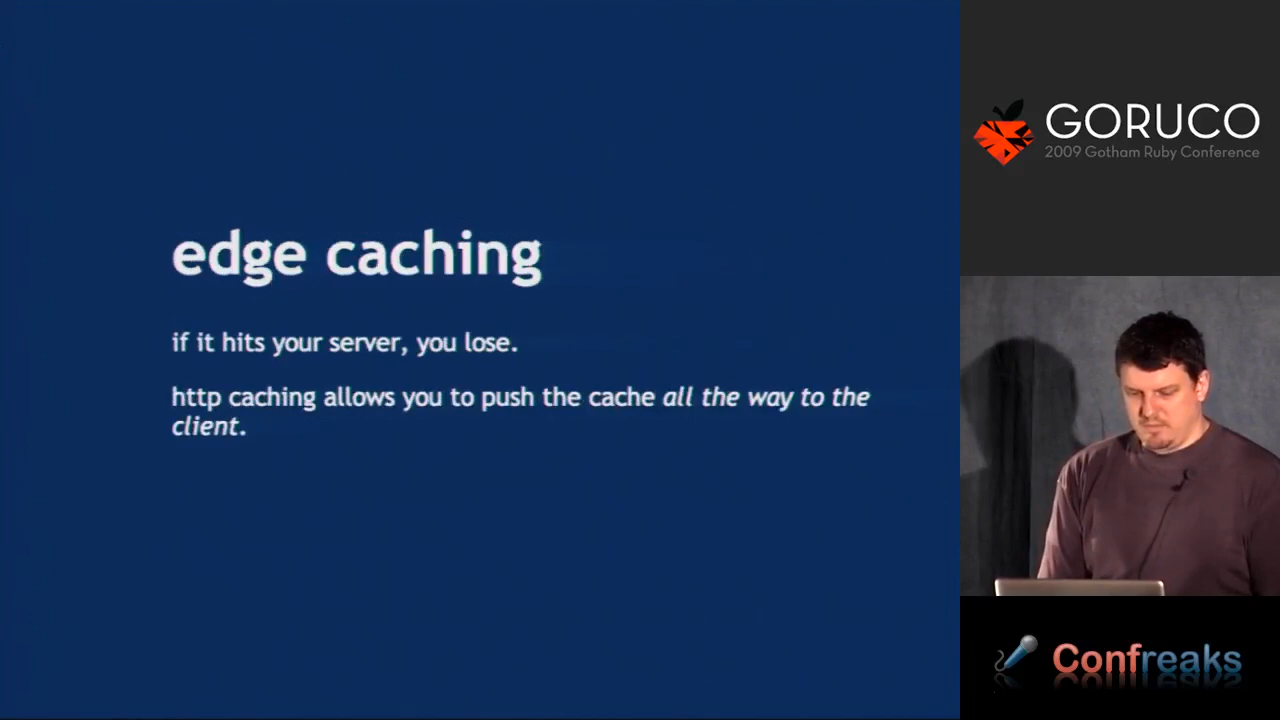 edge caching
if it hits your server, you lose.
http caching allows you to push the cache all the way to the
client.
GORUCO
2009 Gotham Ruby Conference
Confreaks